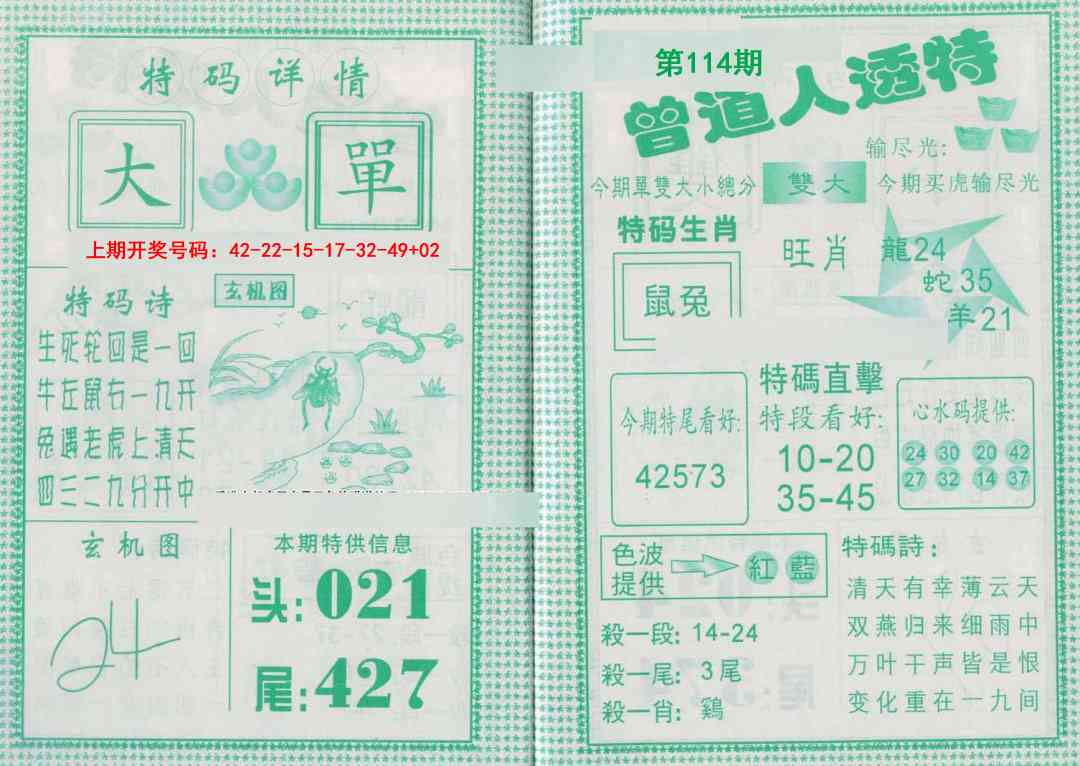 特码详情
大
單
上期开奖号码：42-22-15-17-32-49+02
特码诗
玄机图
生死轮回是一回
牛左鼠右一九开
兔遇老虎上清天
四三二九分开中
玄机图
24
本期特供信息
头:021
尾:427
第114期
曾道人透特
输尽光:
今期單雙大小總分
雙大
今期买虎输尽光
特码生肖
鼠兔
旺肖
龍24
蛇35
羊21
今期特尾看好:
42573
特碼直擊
特段看好:
10-20
35-45
心水码提供:
24 30 20 42
27 32 14 37
色波
提供
紅 藍
殺一段: 14-24
殺一尾: 3尾
殺一肖: 鷄
特碼詩:
清天有幸薄云天
双燕归来细雨中
万叶干声皆是恨
变化重在一九间